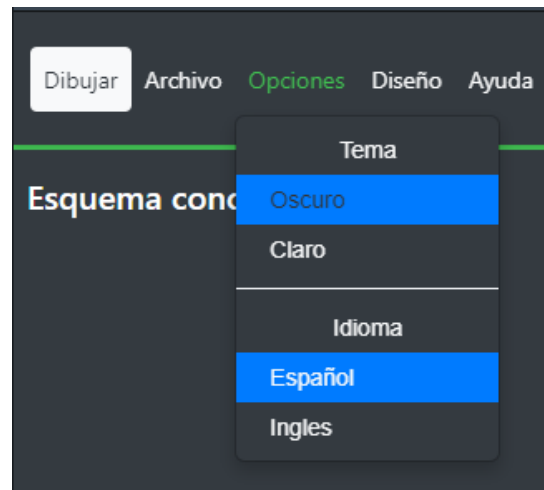 Dibujar Archivo Opciones Diseño Ayuda
Tema
Esquema conc
Oscuro
Claro
Idioma
Español
Ingles